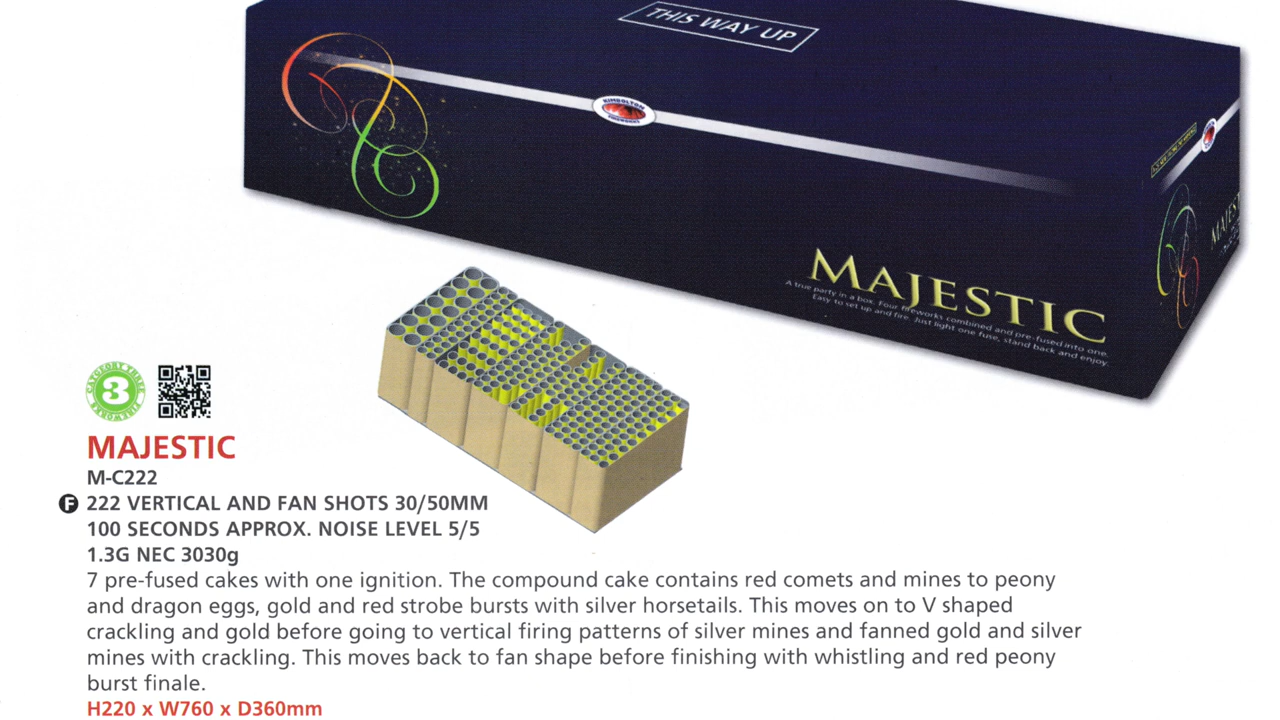 THIS WAY UP
KIMBOLTON
FIREWORKS
MAJESTIC
A true party in a box. Four fireworks combined and pre-fused into one.
Easy to set up and fire. Just light one fuse, stand back and enjoy.
CATEGORY THREE
3
FIREWORKS
MAJESTIC
M-C222
F 222 VERTICAL AND FAN SHOTS 30/50MM
100 SECONDS APPROX. NOISE LEVEL 5/5
1.3G NEC 3030g
7 pre-fused cakes with one ignition. The compound cake contains red comets and mines to peony
and dragon eggs, gold and red strobe bursts with silver horsetails. This moves on to V shaped
crackling and gold before going to vertical firing patterns of silver mines and fanned gold and silver
mines with crackling. This moves back to fan shape before finishing with whistling and red peony
burst finale.
H220 x W760 x D360mm